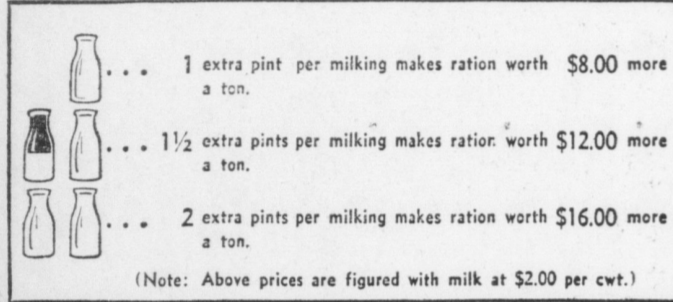 1 extra pint per milking makes ration worth $8.00 more
a ton.
1½ extra pints per milking makes ration worth $12.00 more
a ton.
2 extra pints per milking makes ration worth $16.00 more
a ton.
(Note: Above prices are figured with milk at $2.00 per cwt.)